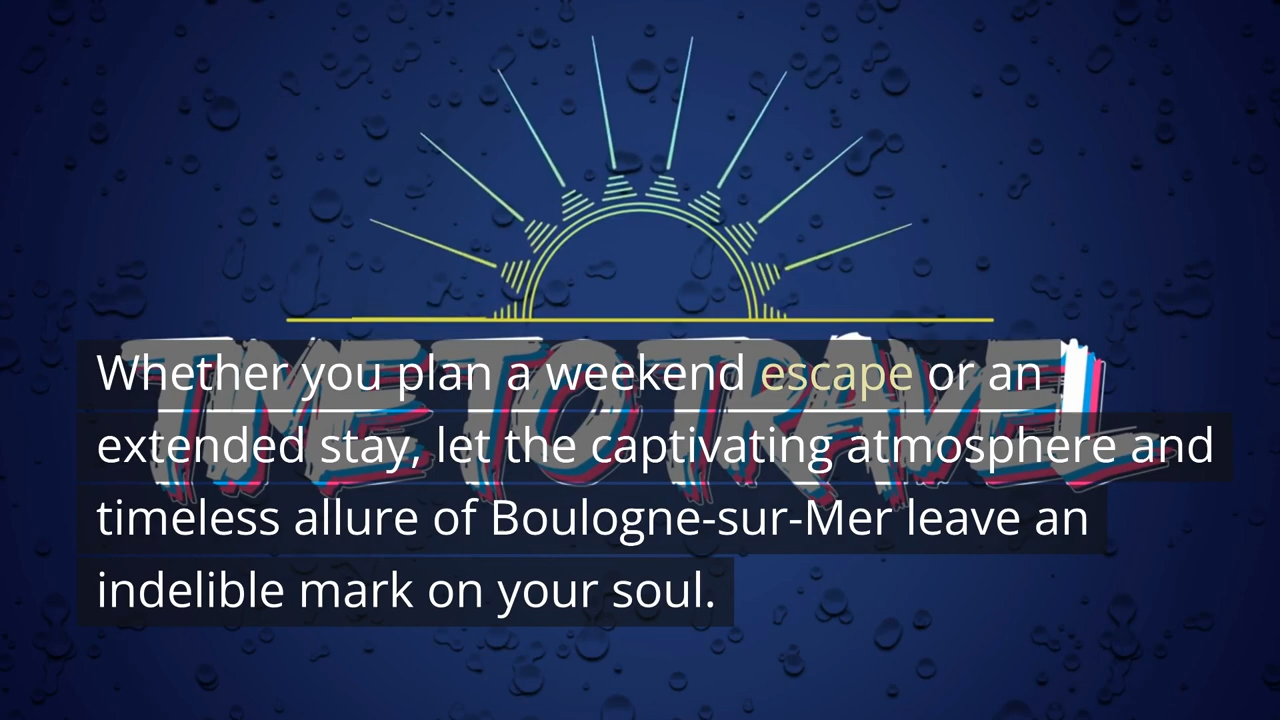 Whether you plan a weekend escape or an
extended stay, let the captivating atmosphere and
timeless allure of Boulogne-sur-Mer leave an
indelible mark on your soul.
TIME TO TRAVEL